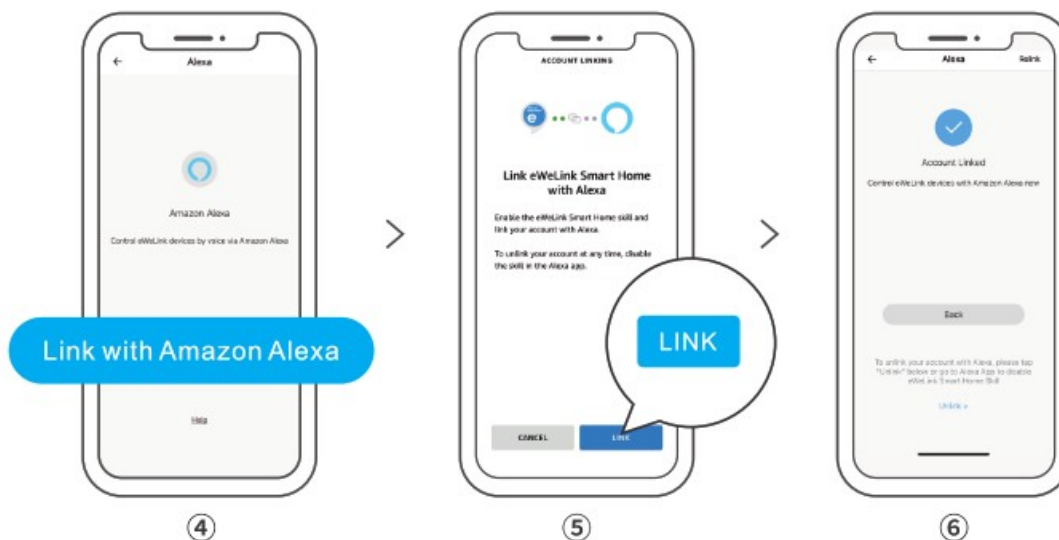 Alexa
Amazon Alexa
Control eWeLink devices by voice via Amazon Alexa
Link with Amazon Alexa
Help
④
ACCOUNT LINKING
e
Link eWeLink Smart Home
with Alexa
Enable the eWeLink Smart Home skill and
link your account with Alexa.
To unlink your account at any time, disable
the skill in the Alexa app.
LINK
CANCEL
LINK
⑤
Alexa
Relink
Account Linked
Control eWeLink devices with Amazon Alexa now
Back
To unlink your account with Alexa, please tap
"Unlink" below or go to Alexa App to disable
eWeLink Smart Home Skill
Unlink
⑥